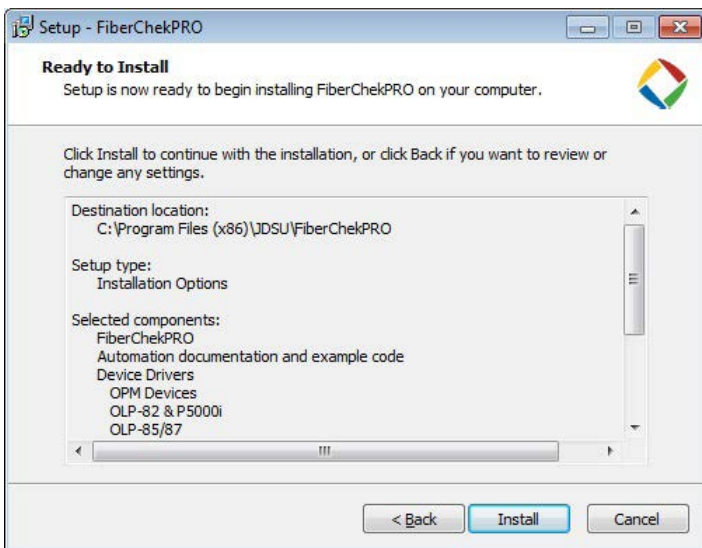 Setup - FiberChekPRO
Ready to Install
Setup is now ready to begin installing FiberChekPRO on your computer.
Click Install to continue with the installation, or click Back if you want to review or
change any settings.
Destination location:
C:\Program Files (x86)\JDSU\FiberChekPRO
Setup type:
Installation Options
Selected components:
FiberChekPRO
Automation documentation and example code
Device Drivers
OPM Devices
OLP-82 & P5000i
OLP-85/87
< Back
Install
Cancel